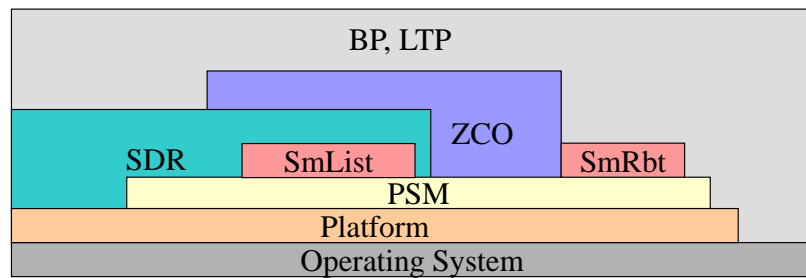 BP, LTP
ZCO
SDR
SmList
SmRbt
PSM
Platform
Operating System